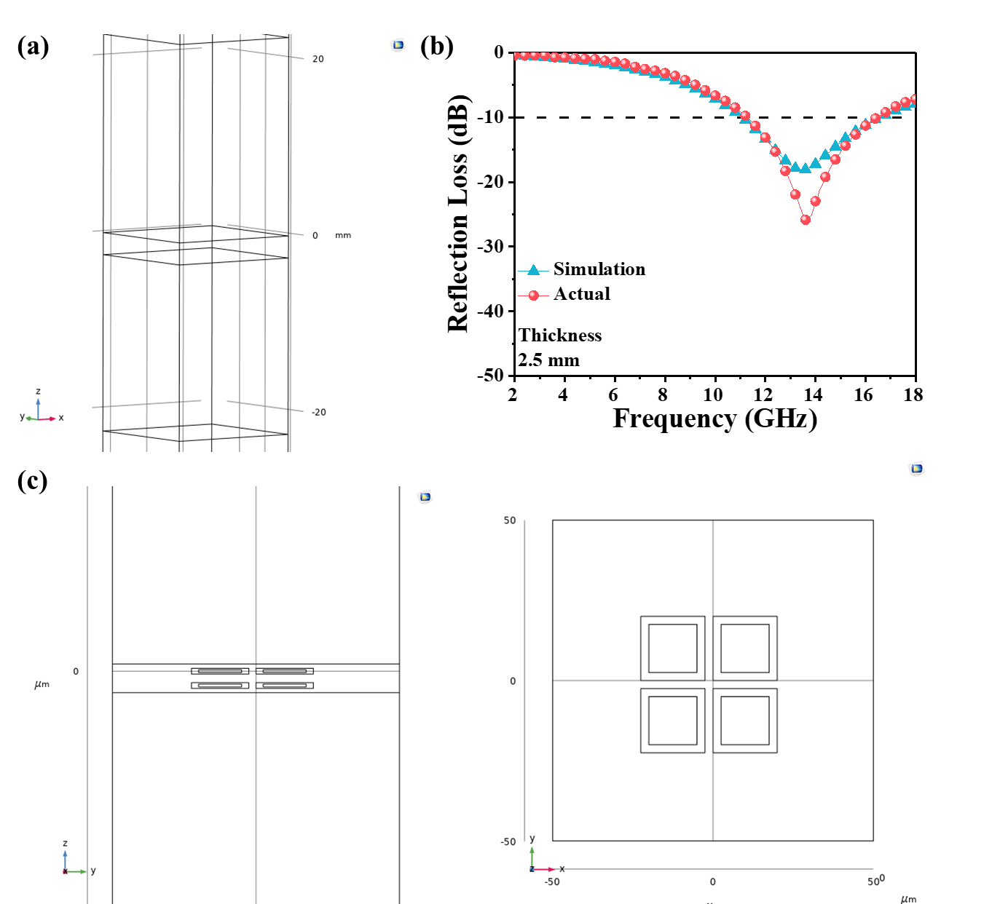 (a)
20
0 mm
-20
z
y
x
(b)
0
-10
-20
-30
-40
-50
Reflection Loss (dB)
Simulation
Actual
Thickness
2.5 mm
2 4 6 8 10 12 14 16 18
Frequency (GHz)
(c)
0
μm
z
x y
50
0
-50
y
z x
-50 0 50 0
μm